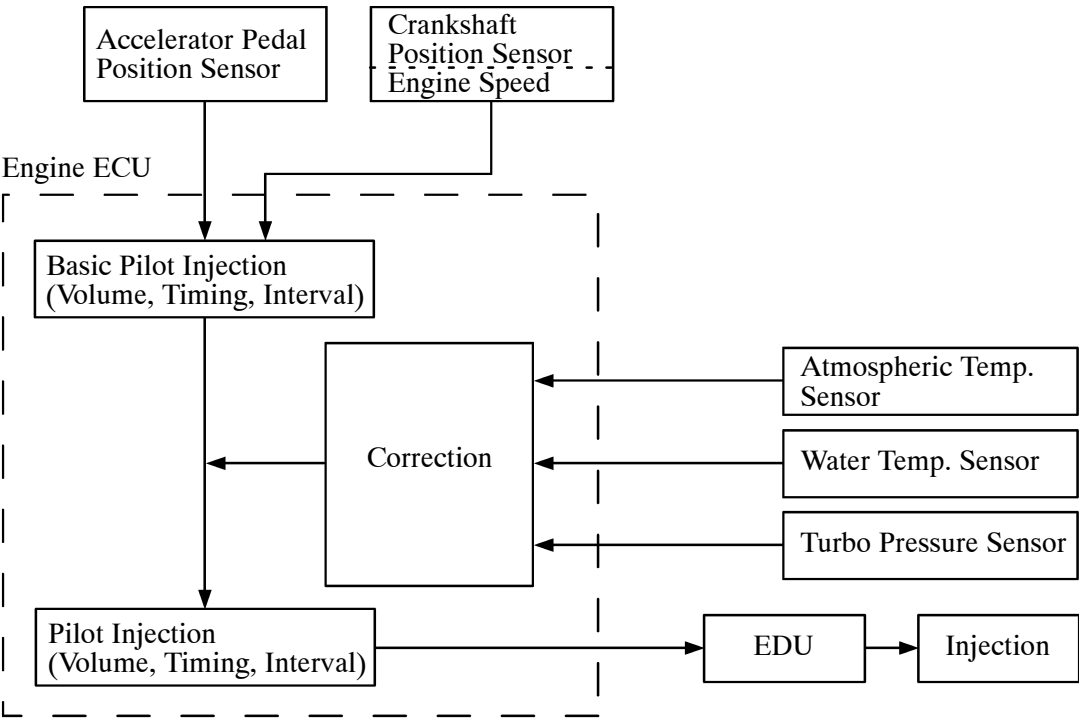 Accelerator Pedal
Position Sensor
Crankshaft
Position Sensor
Engine Speed
Engine ECU
Basic Pilot Injection
(Volume, Timing, Interval)
Correction
Atmospheric Temp.
Sensor
Water Temp. Sensor
Turbo Pressure Sensor
Pilot Injection
(Volume, Timing, Interval)
EDU
Injection